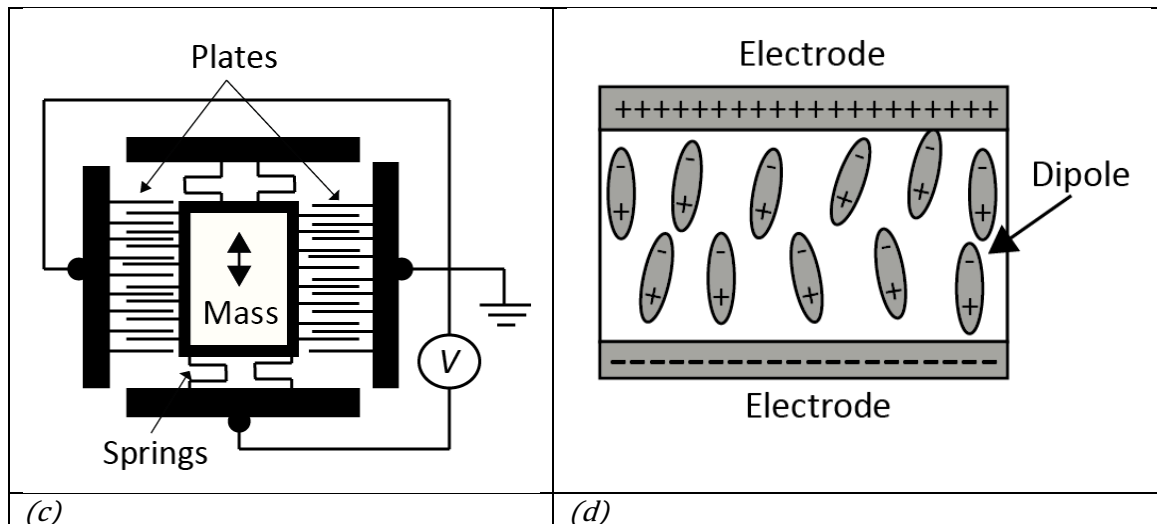 Plates
Mass
V
Springs
(c)
Electrode
++++++++++++++++++++
- + - + - + - + - + - +
Dipole
- + - + - + - + - +
--------------------
Electrode
(d)